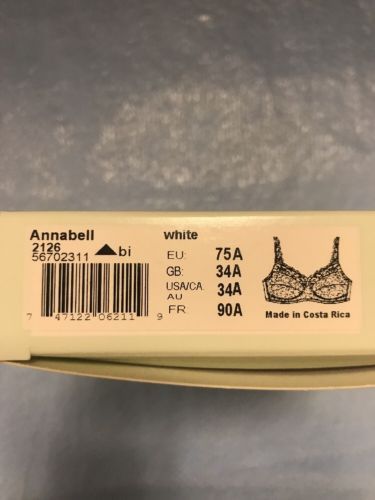 Annabell
2126
56702311
bi
7 47122 06211 9
white
EU: 75A
GB: 34A
USA/CA. 34A
AU
FR 90A
Made in Costa Rica